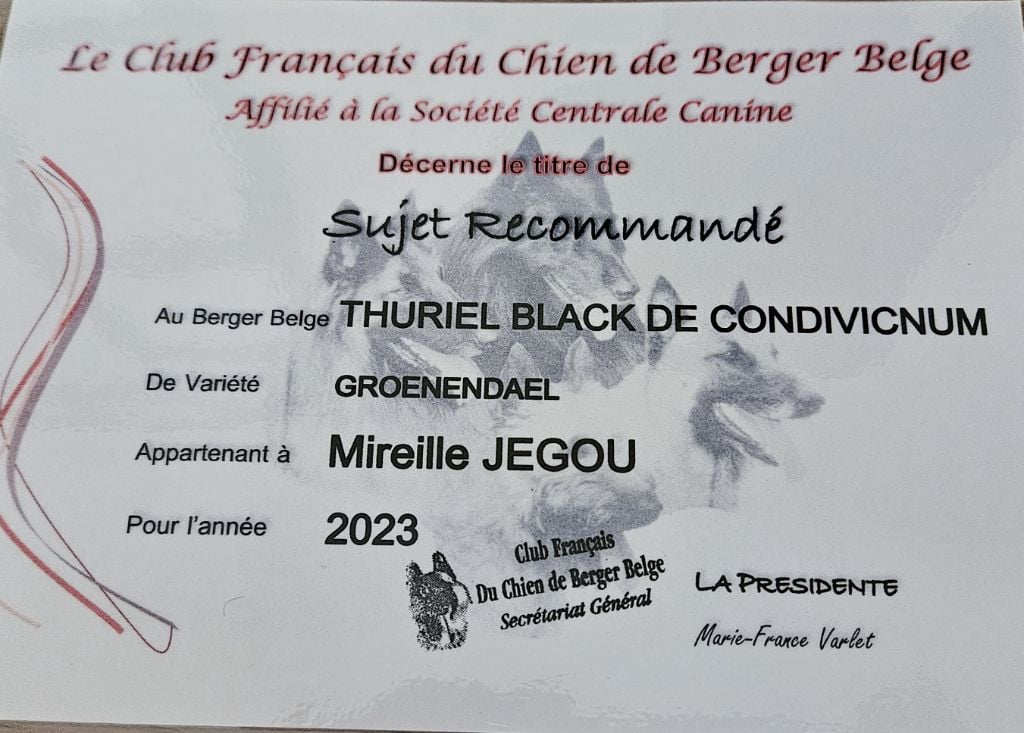 Le Club Français du Chien de Berger Belge
Affilié à la Société Centrale Canine
Décerne le titre de
Sujet Recommandé
Au Berger Belge THURIEL BLACK DE CONDIVICNUM
De Variété GROENENDAEL
Appartenant à Mireille JEGOU
Pour l'année 2023
Club Français
Du Chien de Berger Belge
Secrétariat Général
LA PRESIDENTE
Marie-France Varlet